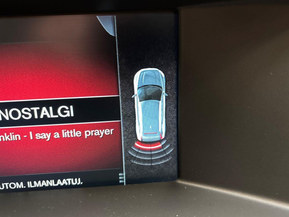 NOSTALGI
nklin - I say a little prayer
UTOM. ILMANLAATUJ.